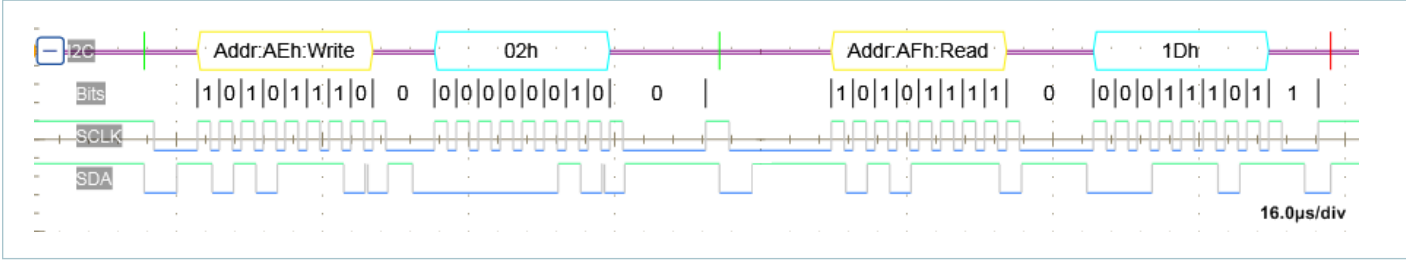 I2C Addr:AEh:Write 02h Addr:AFh:Read 1Dh
Bits 1 0 1 0 1 1 1 0 0 0 0 0 0 0 0 1 0 0 1 0 1 0 1 1 1 1 0 0 0 0 1 1 1 0 1 1
SCLK
SDA
16.0µs/div